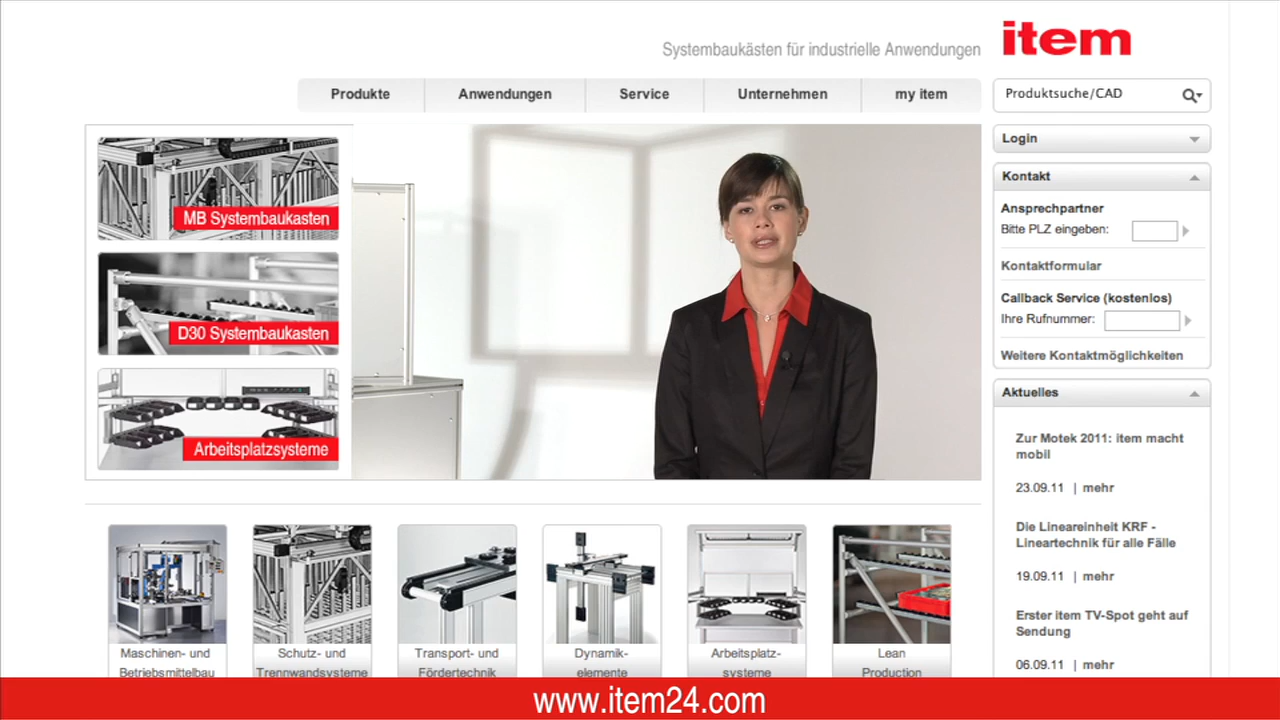 item
Systembaukästen für industrielle Anwendungen
Produkte
Anwendungen
Service
Unternehmen
my item
Produktsuche/CAD
Login
Kontakt
Ansprechpartner
Bitte PLZ eingeben:
Kontaktformular
Callback Service (kostenlos)
Ihre Rufnummer:
Weitere Kontaktmöglichkeiten
Aktuelles
Zur Motek 2011: item macht
mobil
23.09.11 | mehr
Die Lineareinheit KRF -
Lineartechnik für alle Fälle
19.09.11 | mehr
Erster item TV-Spot geht auf
Sendung
06.09.11 | mehr
MB Systembaukasten
D30 Systembaukasten
Arbeitsplatzsysteme
Maschinen- und
Betriebsmittelbau
Schutz- und
Trennwandsysteme
Transport- und
Fördertechnik
Dynamik-
elemente
Arbeitsplatz-
systeme
Lean
Production
www.item24.com